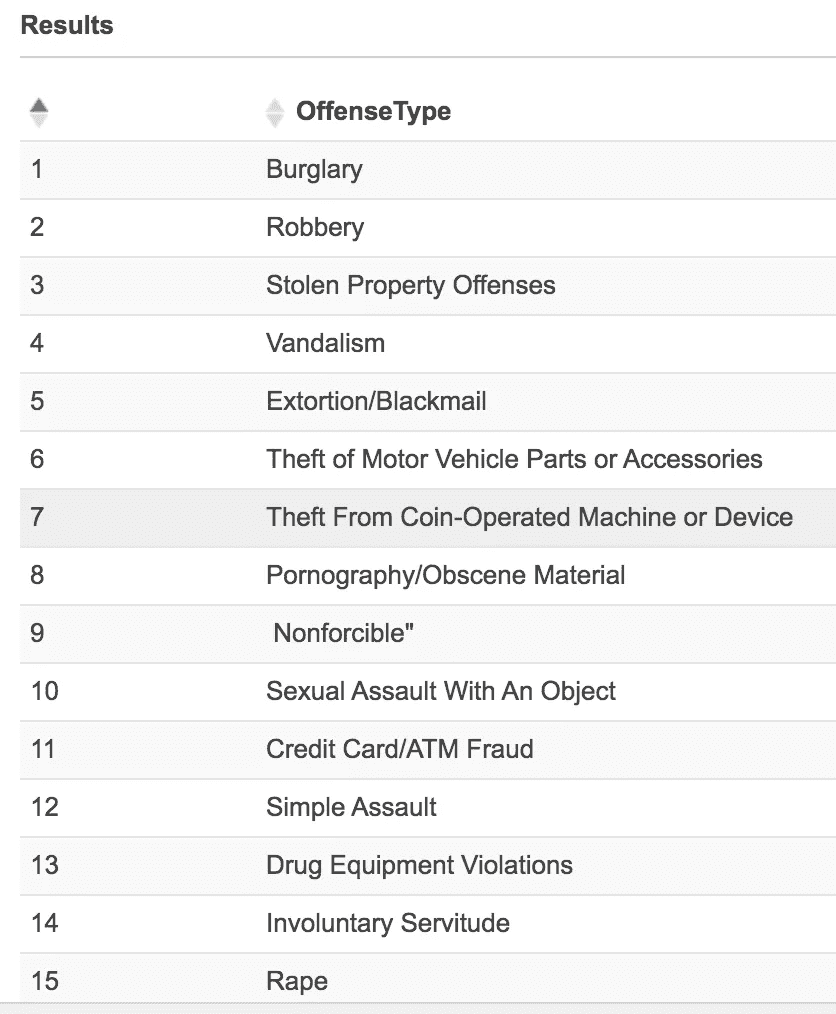 Results
OffenseType
1 Burglary
2 Robbery
3 Stolen Property Offenses
4 Vandalism
5 Extortion/Blackmail
6 Theft of Motor Vehicle Parts or Accessories
7 Theft From Coin-Operated Machine or Device
8 Pornography/Obscene Material
9 Nonforcible"
10 Sexual Assault With An Object
11 Credit Card/ATM Fraud
12 Simple Assault
13 Drug Equipment Violations
14 Involuntary Servitude
15 Rape